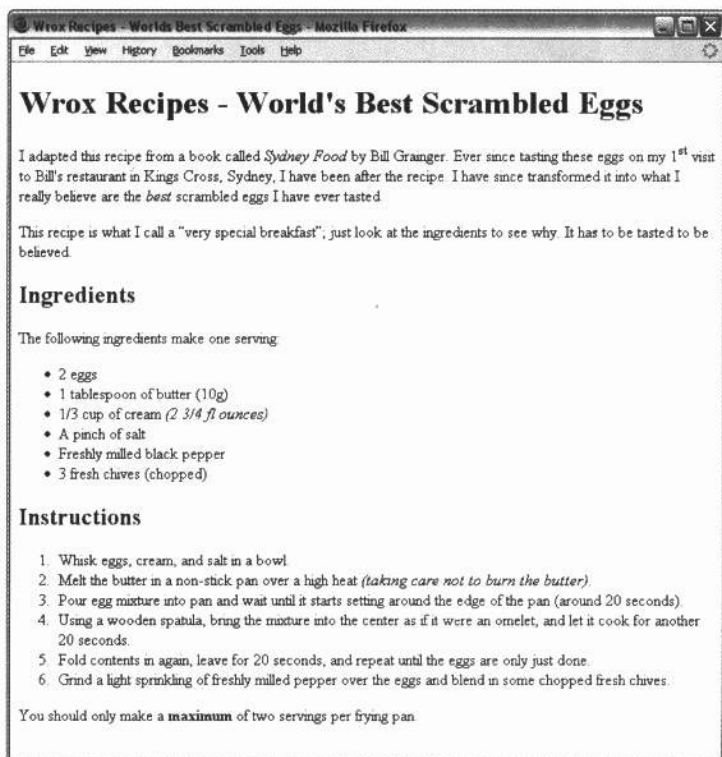 Wrox Recipes - Worlds Best Scrambled Eggs - Mozilla Firefox
File Edit View History Bookmarks Tools Help
Wrox Recipes - World's Best Scrambled Eggs
I adapted this recipe from a book called Sydney Food by Bill Grainger. Ever since tasting these eggs on my 1st visit
to Bill's restaurant in Kings Cross, Sydney, I have been after the recipe. I have since transformed it into what I
really believe are the best scrambled eggs I have ever tasted.
This recipe is what I call a "very special breakfast"; just look at the ingredients to see why. It has to be tasted to be
believed.
Ingredients
The following ingredients make one serving:
• 2 eggs
• 1 tablespoon of butter (10g)
• 1/3 cup of cream (2 3/4 fl ounces)
• A pinch of salt
• Freshly milled black pepper
• 3 fresh chives (chopped)
Instructions
1. Whisk eggs, cream, and salt in a bowl.
2. Melt the butter in a non-stick pan over a high heat (taking care not to burn the butter).
3. Pour egg mixture into pan and wait until it starts setting around the edge of the pan (around 20 seconds).
4. Using a wooden spatula, bring the mixture into the center as if it were an omelet, and let it cook for another
20 seconds.
5. Fold contents in again, leave for 20 seconds, and repeat until the eggs are only just done.
6. Grind a light sprinkling of freshly milled pepper over the eggs and blend in some chopped fresh chives.
You should only make a maximum of two servings per frying pan.